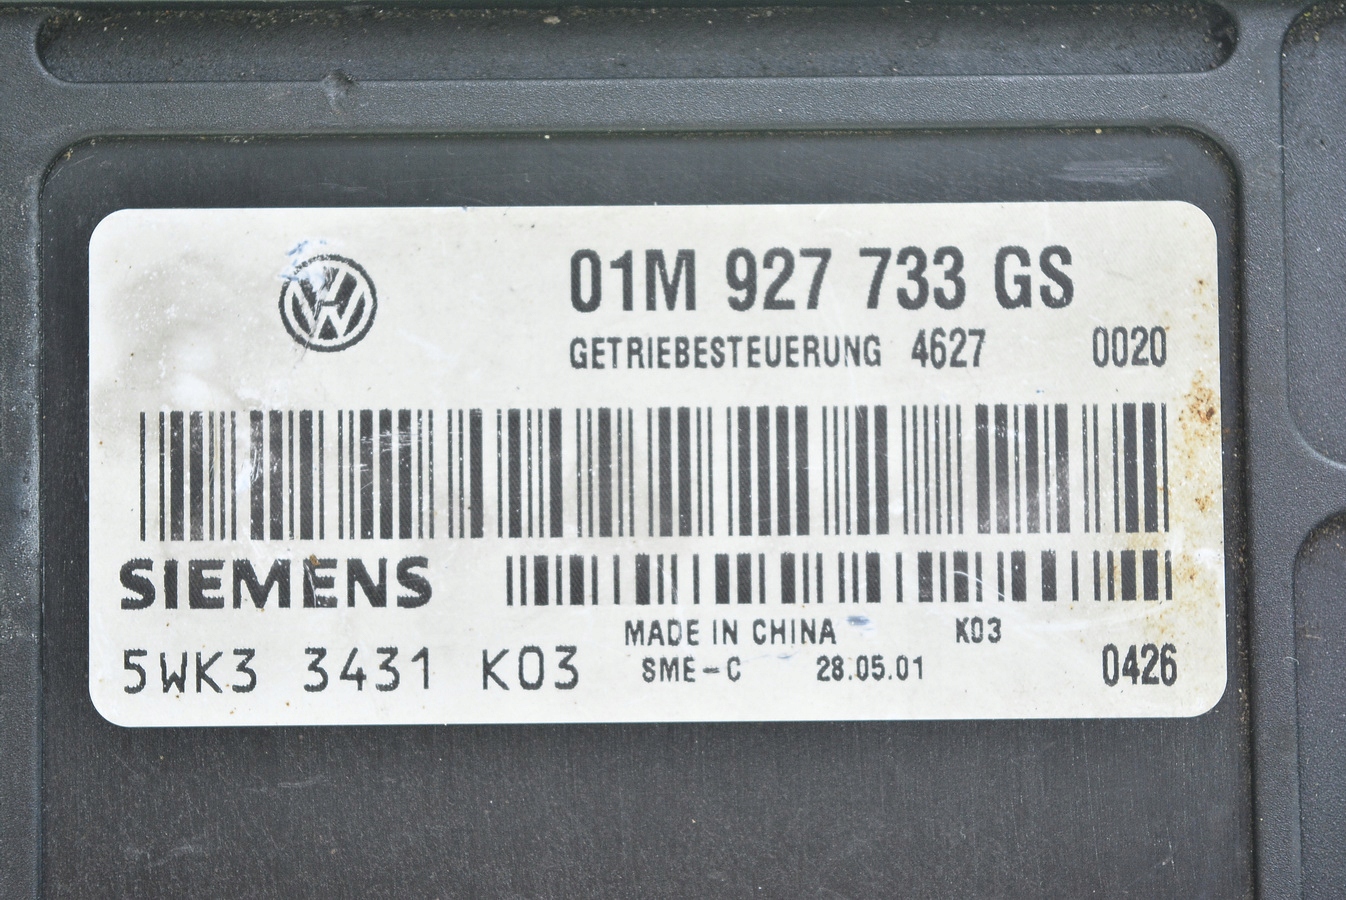 01M 927 733 GS
GETRIEBESTEUERUNG 4627 0020
SIEMENS
MADE IN CHINA K03
5WK3 3431 K03 SME-C 28.05.01 0426